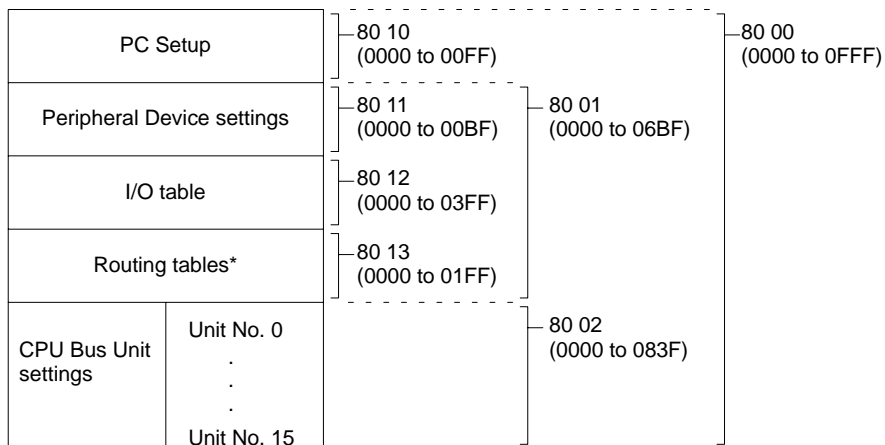 PC Setup
80 10
(0000 to 00FF)
80 00
(0000 to 0FFF)
Peripheral Device settings
80 11
(0000 to 00BF)
80 01
(0000 to 06BF)
I/O table
80 12
(0000 to 03FF)
Routing tables*
80 13
(0000 to 01FF)
CPU Bus Unit
settings
Unit No. 0
.
.
.
Unit No. 15
80 02
(0000 to 083F)